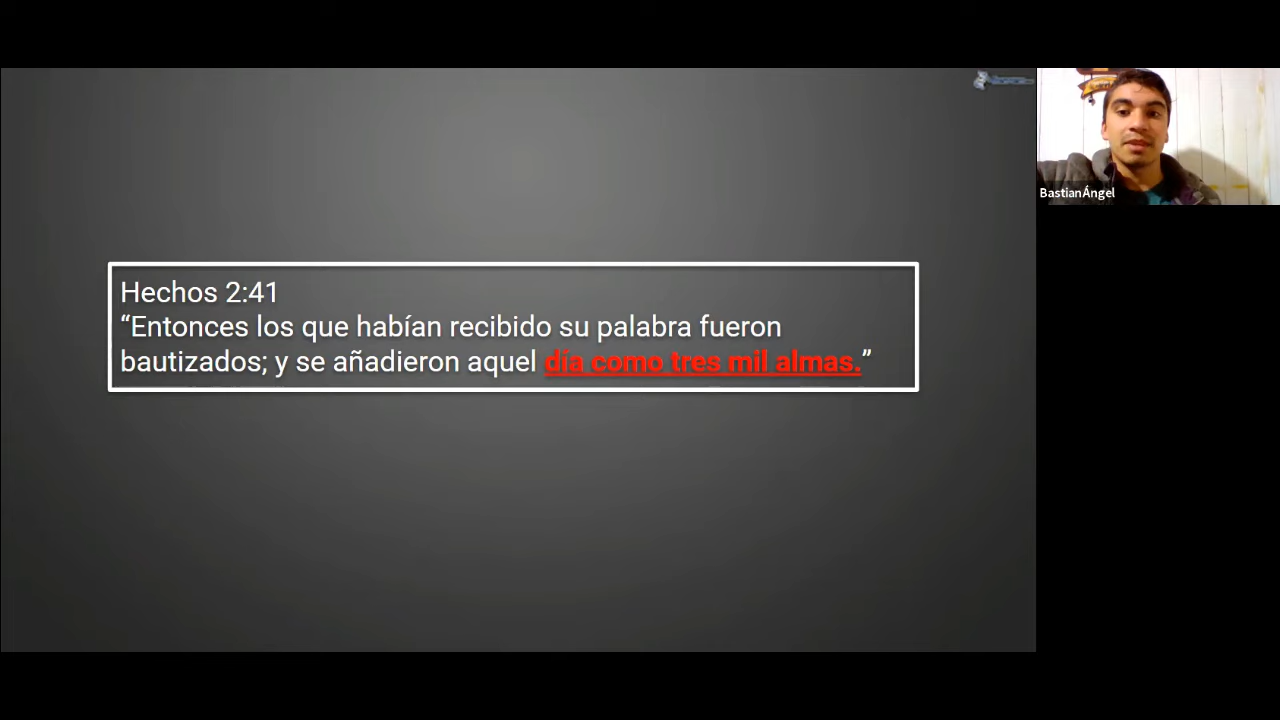 Hechos 2:41
“Entonces los que habían recibido su palabra fueron
bautizados; y se añadieron aquel día como tres mil almas.”
BastianÁngel